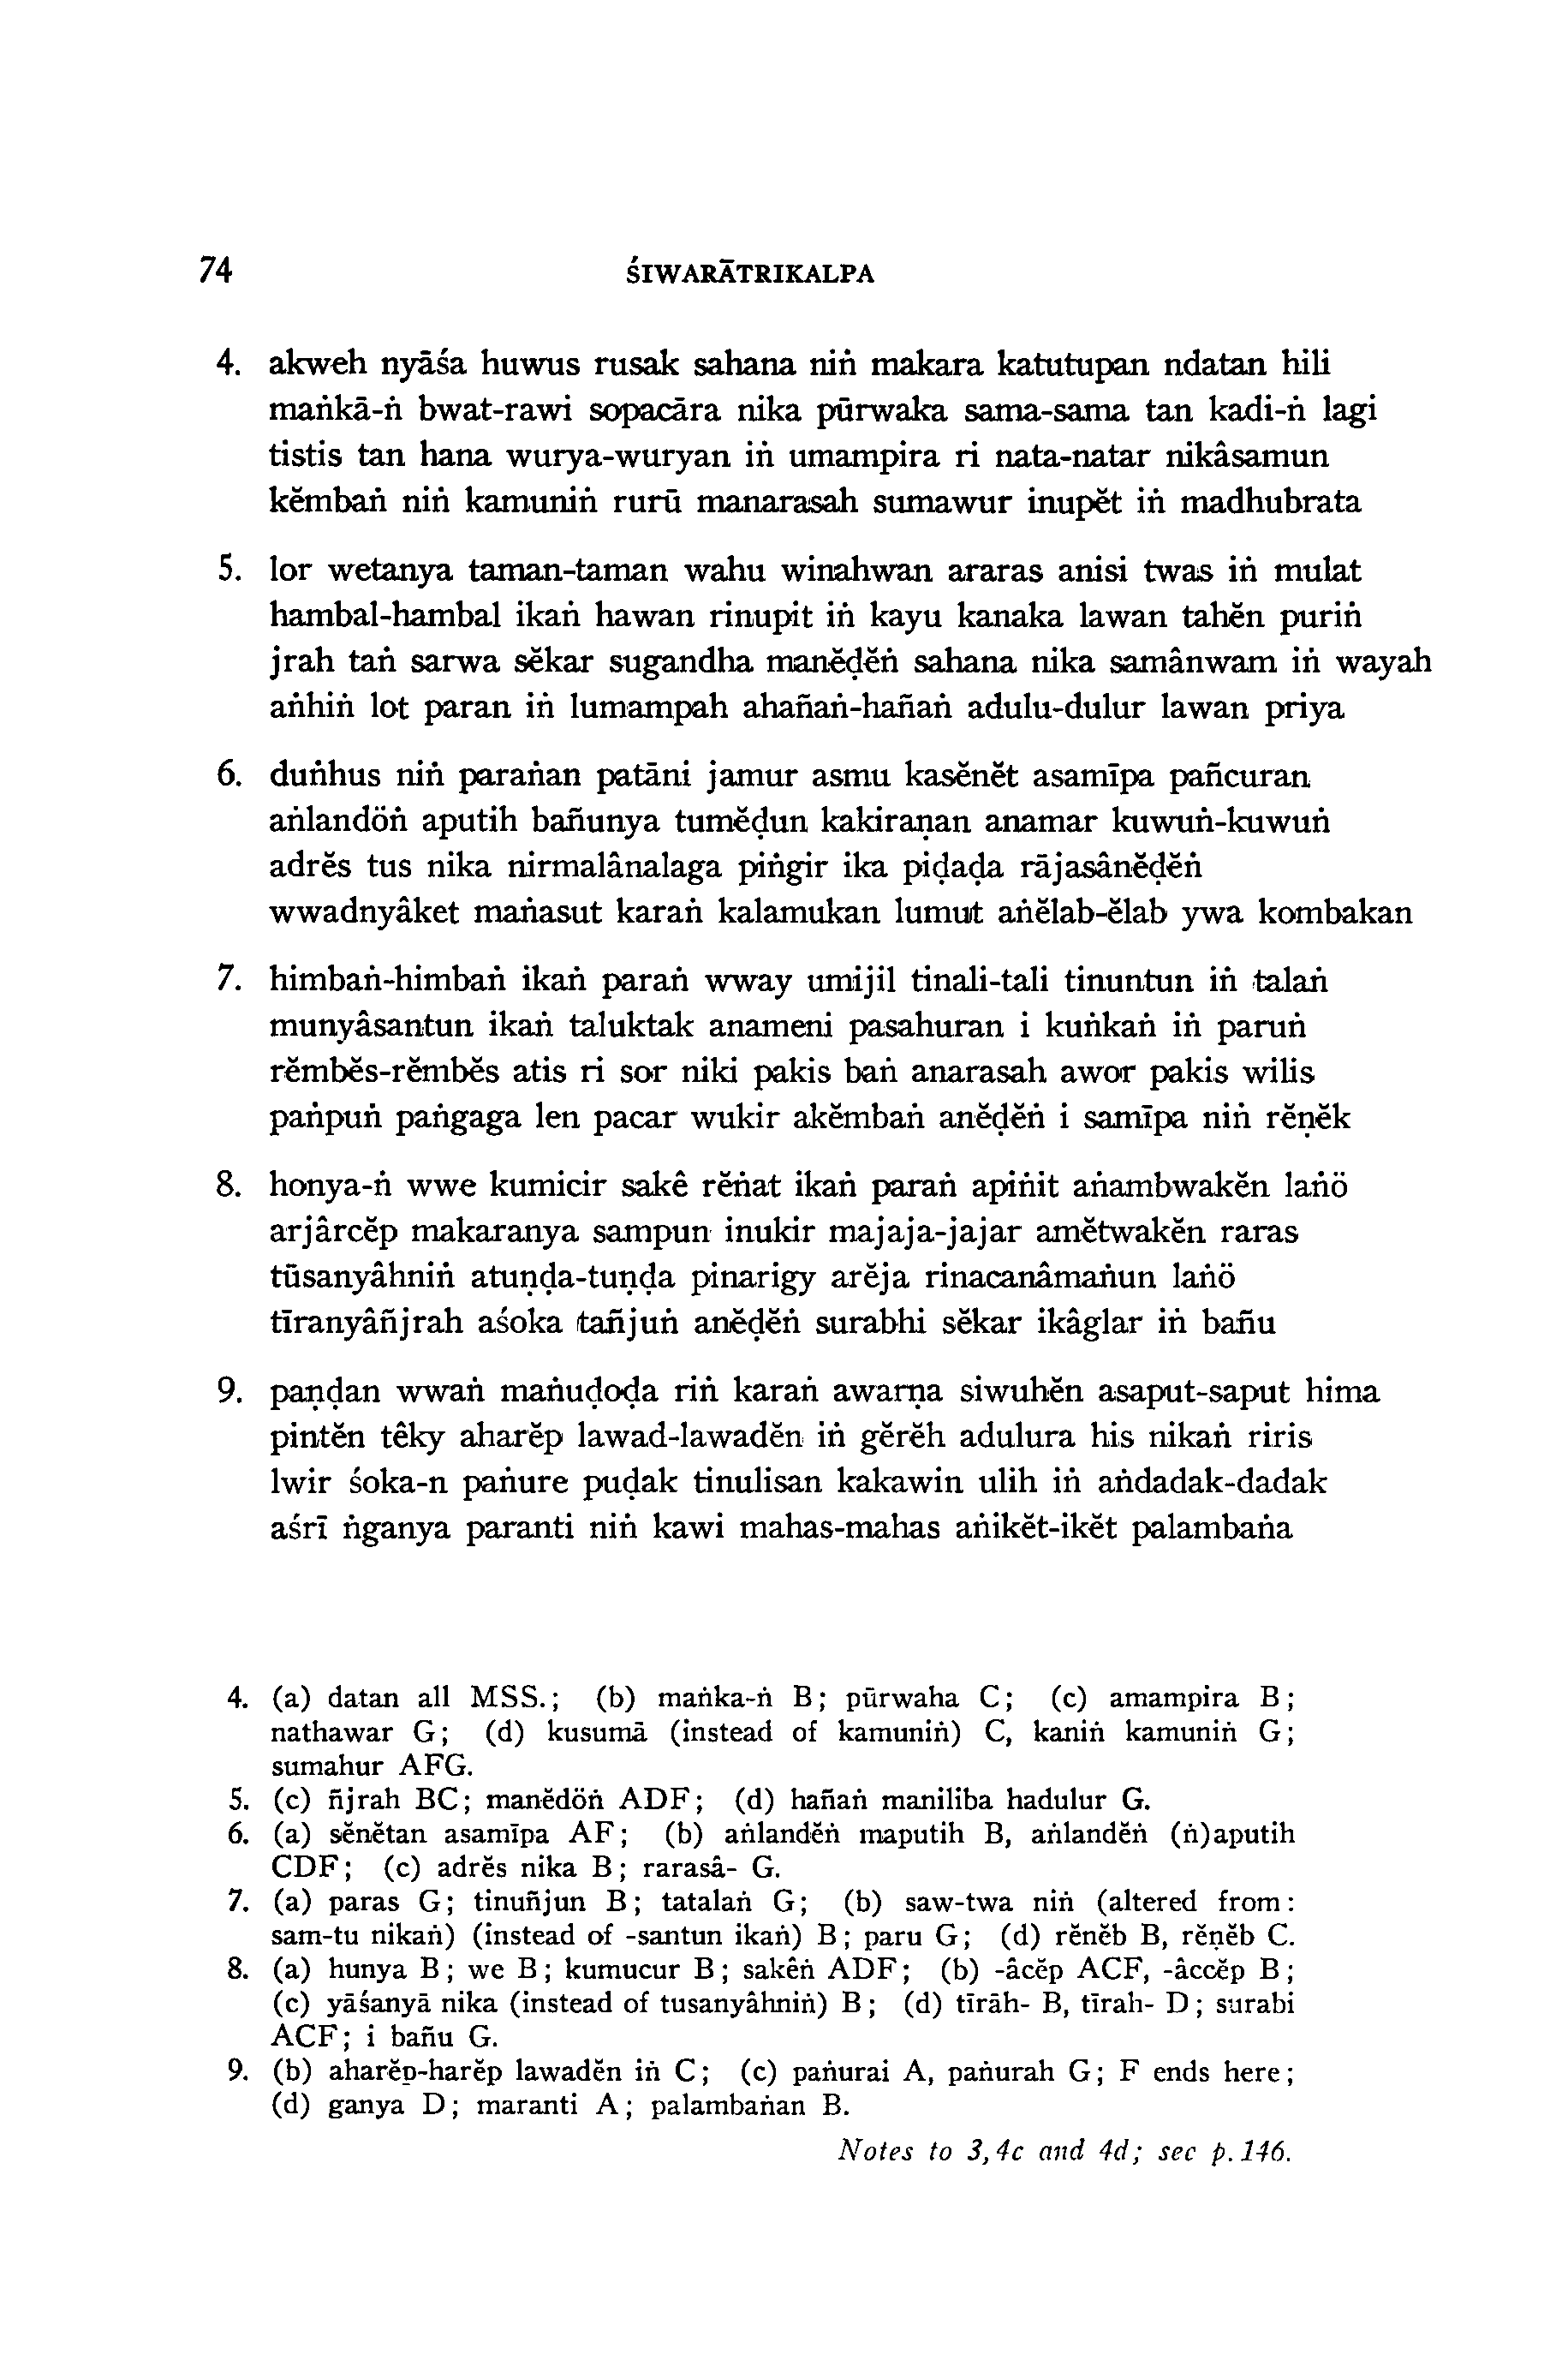 74 ŚIWARĀTRIKALPA
4. akweh nyāśa huwus rusak sahana niṅ makara katutupan ndatan hili
maṅkā-ṅ bwat-rawi sopacāra nika pūrwaka sama-sama tan kadi-ṅ lagi
tistis tan hana wurya-wuryan iṅ umampira ri nata-natar nikâsamun
kĕmbaṅ niṅ kamuniṅ rurū manarasah sumawur inupĕt iṅ madhubrata
5. lor wetanya taman-taman wahu winahwan araras anisi twas iṅ mulat
hambal-hambal ikaṅ hawan rinupit iṅ kayu kanaka lawan tahĕn puriṅ
jrah taṅ sarwa sĕkar sugandha manĕḍĕṅ sahana nika samânwam iṅ wayah
aṅhiṅ lot paran iṅ lumampah ahañaṅ-hañaṅ adulu-dulur lawan priya
6. duṅhus niṅ paraṅan patāni jamur asmu kasĕnĕt asamīpa pañcuran
aṅlandöṅ aputih bañunya tumĕḍun kakiraṇan anamar kuwuṅ-kuwuṅ
adrĕs tus nika nirmalânalaga piṅgir ika piḍaḍa rājasânĕḍĕṅ
wwadnyâket maṅasut karaṅ kalamukan lumut aṅĕlab-ĕlab ywa kombakan
7. himbaṅ-himbaṅ ikaṅ paraṅ wway umijil tinali-tali tinuntun iṅ talaṅ
munyâsantun ikaṅ taluktak anameni pasahuran i kuṅkaṅ iṅ paruṅ
rĕmbĕs-rĕmbĕs atis ri sor niki pakis baṅ anarasah awor pakis wilis
paṅpuṅ paṅgaga len pacar wukir akĕmbaṅ anĕḍĕṅ i samīpa niṅ rĕṇĕk
8. honya-ṅ wwe kumicir sakê rĕṅat ikaṅ paraṅ apiṅit aṅambwakĕn laṅö
arjârcĕp makaranya sampun inukir majaja-jajar amĕtwakĕn raras
tūsanyâhniṅ atuṇḍa-tuṇḍa pinarigy arĕja rinacanâmaṅun laṅö
tīranyâñjrah aśoka tañjuṅ anĕḍĕṅ surabhi sĕkar ikâglar iṅ bañu
9. paṇḍan wwaṅ maṅuḍoḍa riṅ karaṅ awarṇa siwuhĕn asaput-saput hima
pintĕn têky aharĕp lawad-lawadĕn iṅ gĕrĕh adulura his nikaṅ riris
lwir śoka-n paṅure puḍak tinulisan kakawin ulih iṅ aṅdadak-dadak
aśrī ṅganya paranti niṅ kawi mahas-mahas aṅikĕt-ikĕt palambaṅa
4. (a) datan all MSS.; (b) maṅka-ṅ B; pūrwaha C; (c) amampira B;
nathawar G; (d) kusumā (instead of kamuniṅ) C, kaniṅ kamuniṅ G;
sumahur AFG.
5. (c) ñjrah BC; manĕdöṅ ADF; (d) hañaṅ maniliba hadulur G.
6. (a) sĕnĕtan asamīpa AF; (b) aṅlandĕṅ maputih B, aṅlandĕṅ (ṅ)aputih
CDF; (c) adrĕs nika B; rarasâ- G.
7. (a) paras G; tinuñjun B; tatalaṅ G; (b) saw-twa niṅ (altered from:
sam-tu nikaṅ) (instead of -santun ikaṅ) B; paru G; (d) rĕnĕb B, rĕṇĕb C.
8. (a) hunya B; we B; kumucur B; sakêṅ ADF; (b) -âcĕp ACF, -âccĕp B;
(c) yāśanyā nika (instead of tusanyâhniṅ) B; (d) tīrāh- B, tīrah- D; surabi
ACF; i bañu G.
9. (b) aharĕp-harĕp lawadĕn iṅ C; (c) paṅurai A, paṅurah G; F ends here;
(d) ganya D; maranti A; palambaṅan B.
Notes to 3,4c and 4d; sec p. 146.